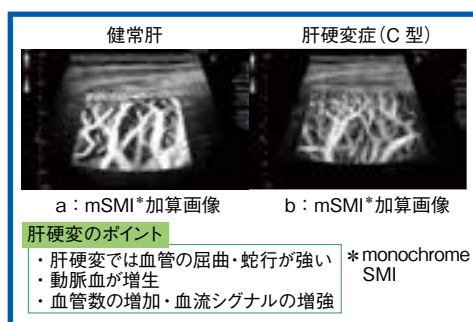 健常肝
肝硬変症(C 型)
a:mSMI*加算画像
b:mSMI*加算画像
肝硬変のポイント
・肝硬変では血管の屈曲・蛇行が強い
・動脈血が増生
・血管数の増加・血流シグナルの増強
*monochrome
SMI